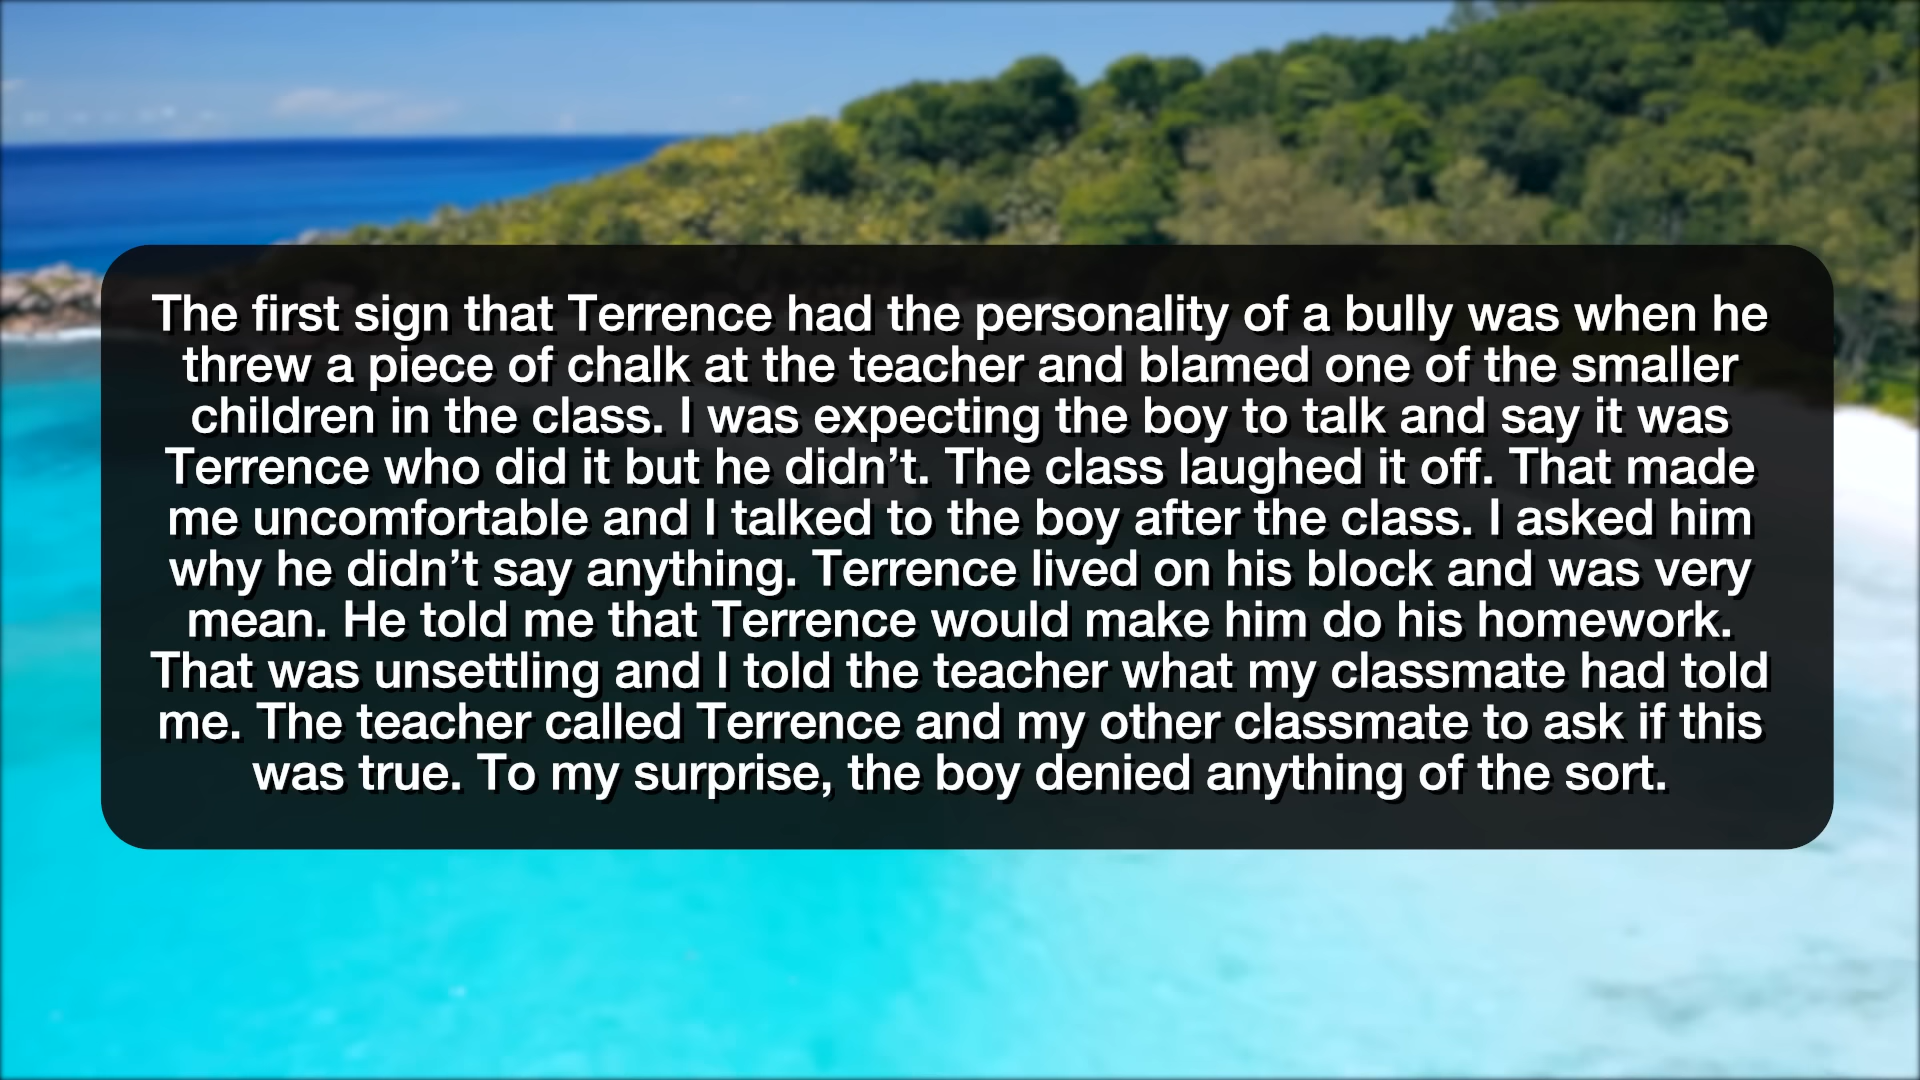 The first sign that Terrence had the personality of a bully was when he
threw a piece of chalk at the teacher and blamed one of the smaller
children in the class. I was expecting the boy to talk and say it was
Terrence who did it but he didn’t. The class laughed it off. That made
me uncomfortable and I talked to the boy after the class. I asked him
why he didn’t say anything. Terrence lived on his block and was very
mean. He told me that Terrence would make him do his homework.
That was unsettling and I told the teacher what my classmate had told
me. The teacher called Terrence and my other classmate to ask if this
was true. To my surprise, the boy denied anything of the sort.